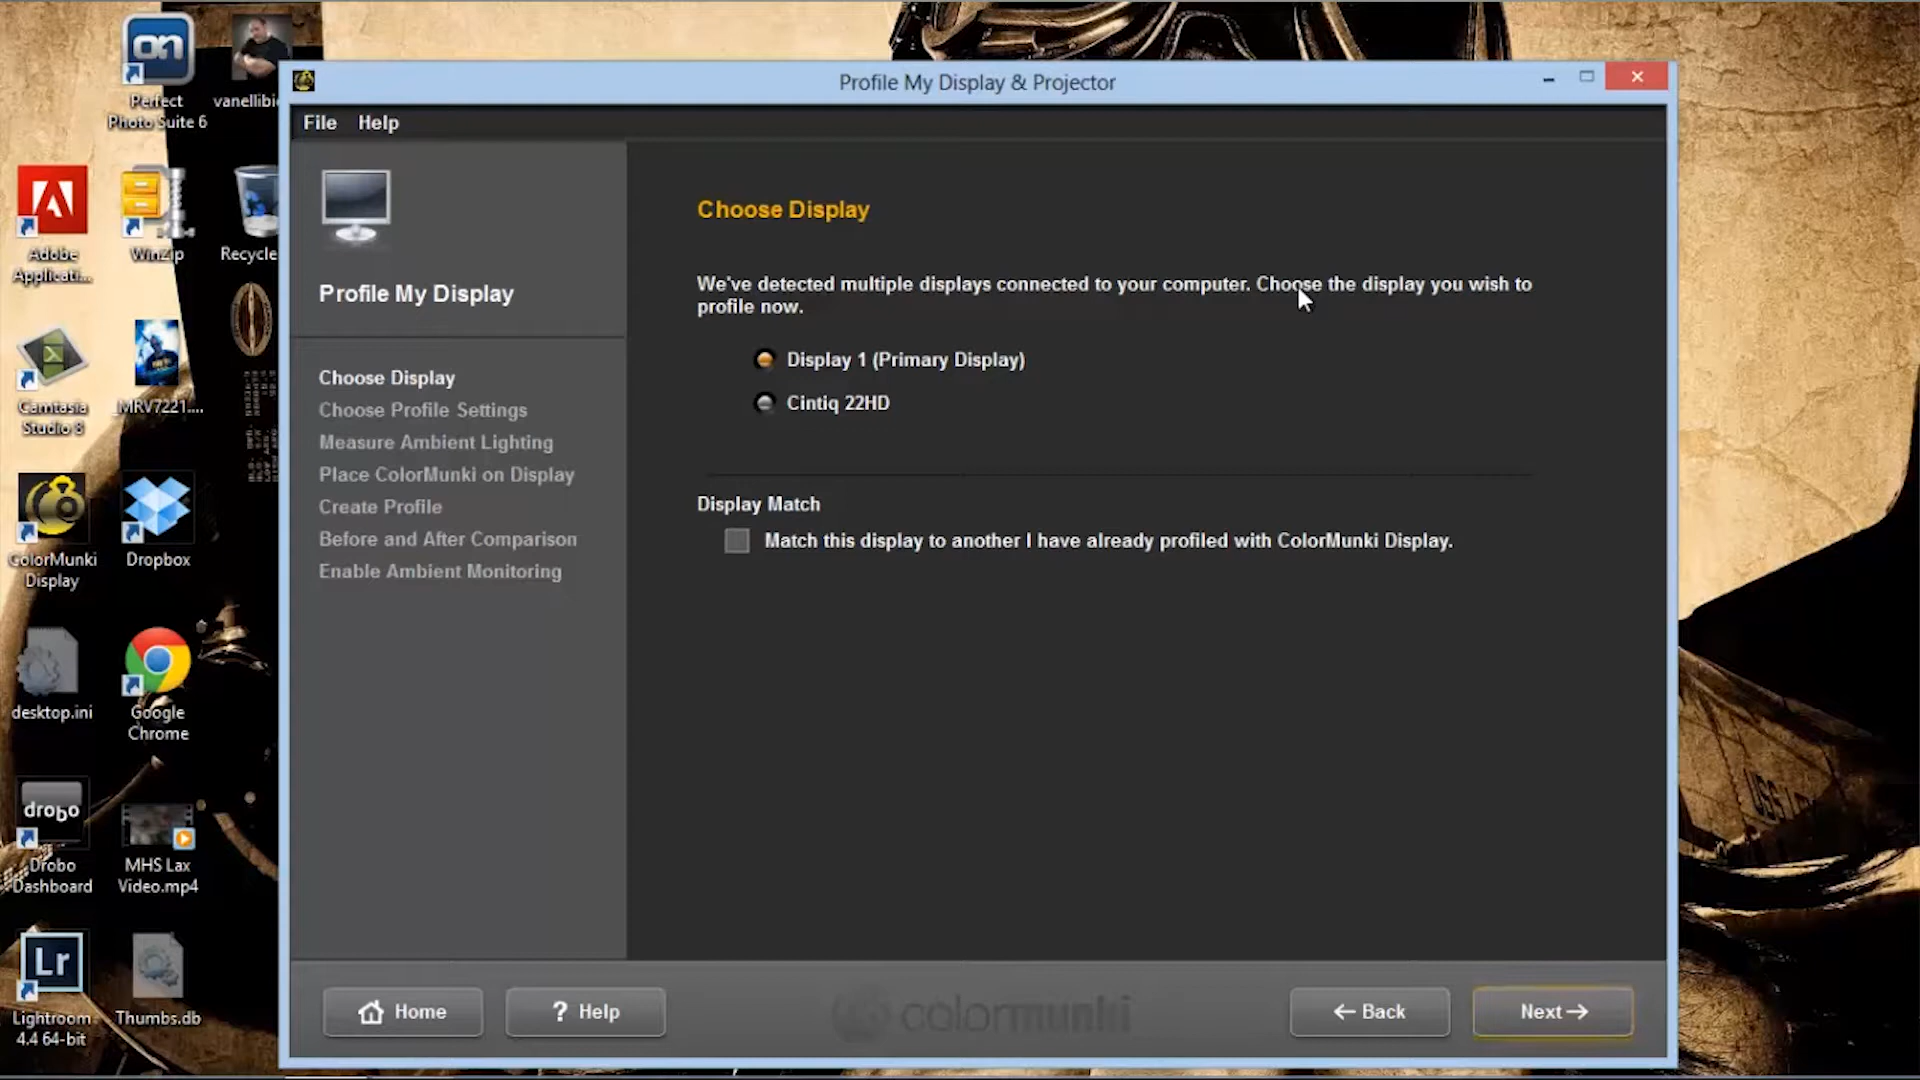 Profile My Display & Projector
File Help
Profile My Display
Choose Display
Choose Profile Settings
Measure Ambient Lighting
Place ColorMunki on Display
Create Profile
Before and After Comparison
Enable Ambient Monitoring
Choose Display
We've detected multiple displays connected to your computer. Choose the display you wish to
profile now.
Display 1 (Primary Display)
Cintiq 22HD
Display Match
Match this display to another I have already profiled with ColorMunki Display.
Home
? Help
colormunki
← Back
Next →
on
Perfect
Photo Suite 6
Adobe
Applicati...
WinZip
Recycle
Camtasia
Studio 8
_MRV7221....
ColorMunki
Display
Dropbox
desktop.ini
Google
Chrome
drobo
Drobo
Dashboard
MHS Lax
Video.mp4
Lr
Lightroom
4.4 64-bit
Thumbs.db